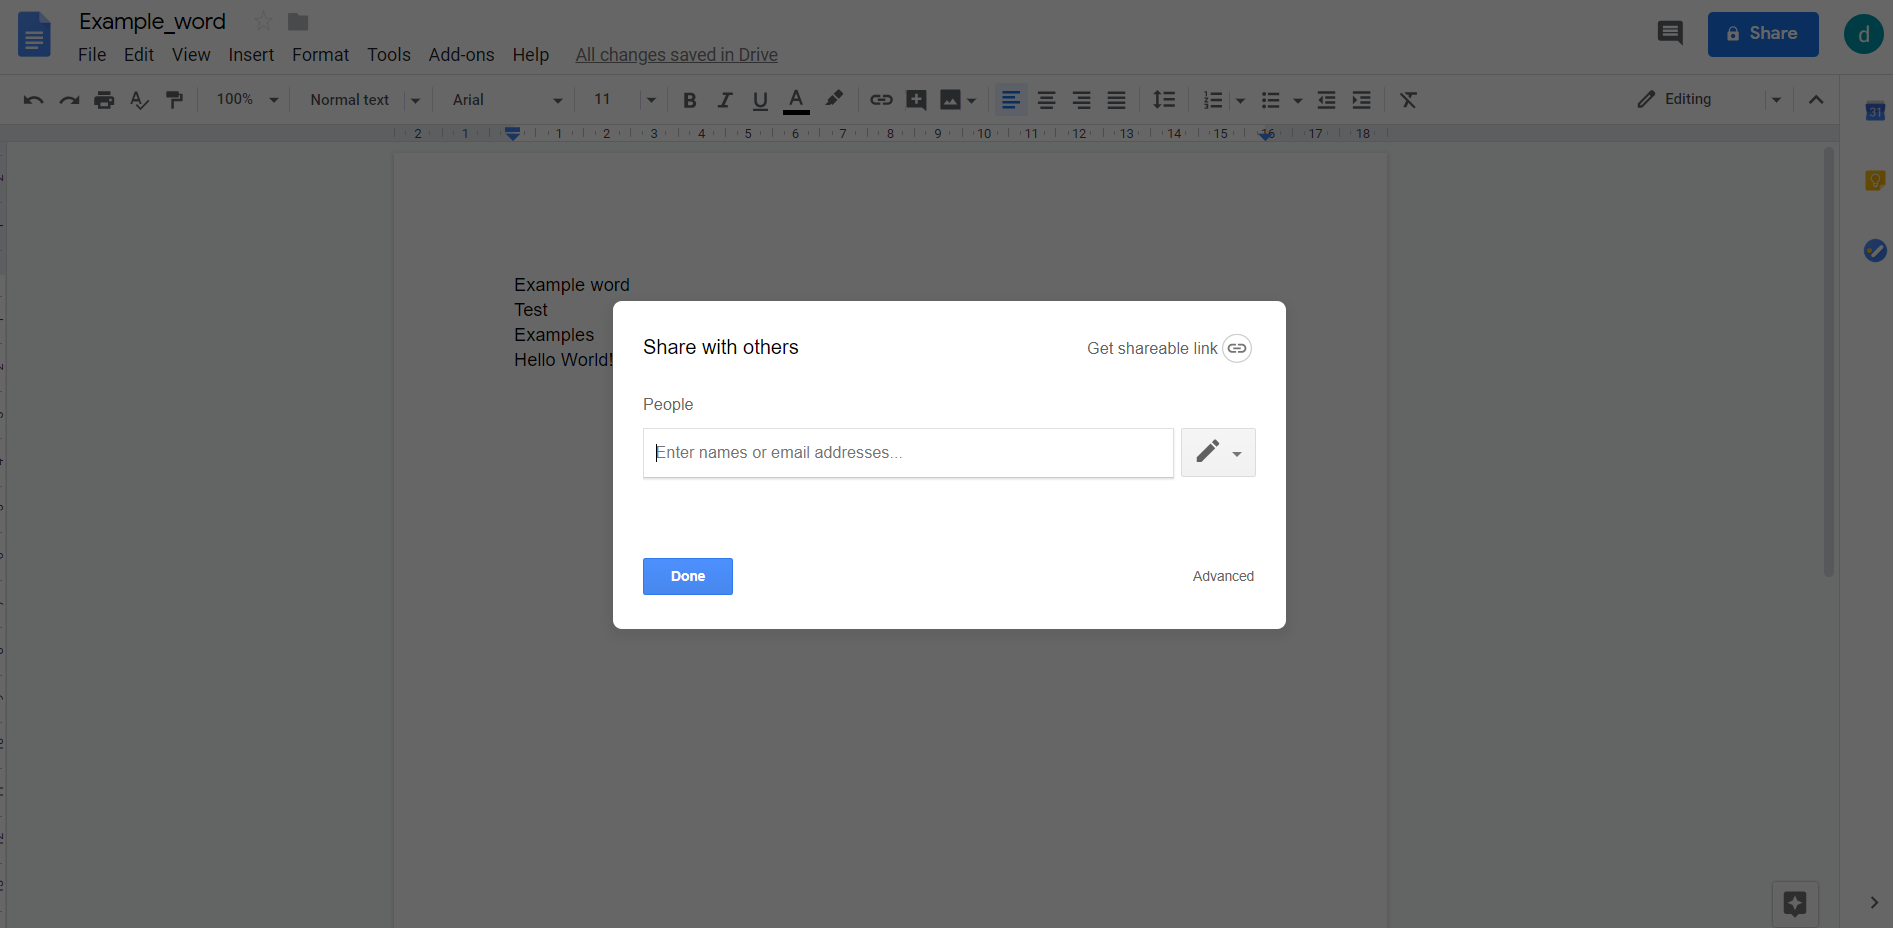 Example_word
File Edit View Insert Format Tools Add-ons Help All changes saved in Drive
Share
d
100% Normal text Arial 11 B I U A Editing
2 1 1 2 3 4 5 6 7 8 9 10 11 12 13 14 15 16 17 18
31
Example word
Test
Examples
Hello World!
Share with others
Get shareable link
People
Enter names or email addresses...
Done
Advanced